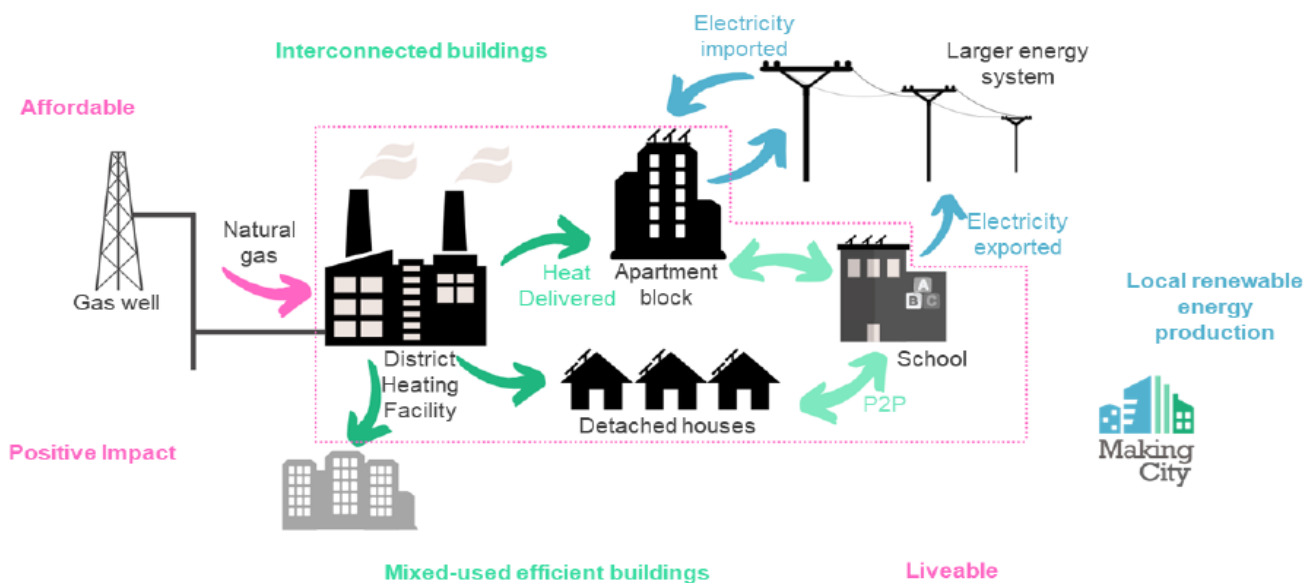 Electricity
imported
Interconnected buildings
Larger energy
system
Affordable
Natural
gas
Gas well
Heat
Delivered
Apartment
block
Electricity
exported
A
B C
Local renewable
energy
production
District
Heating
Facility
School
P2P
Detached houses
Positive Impact
Making
City
Mixed-used efficient buildings
Liveable